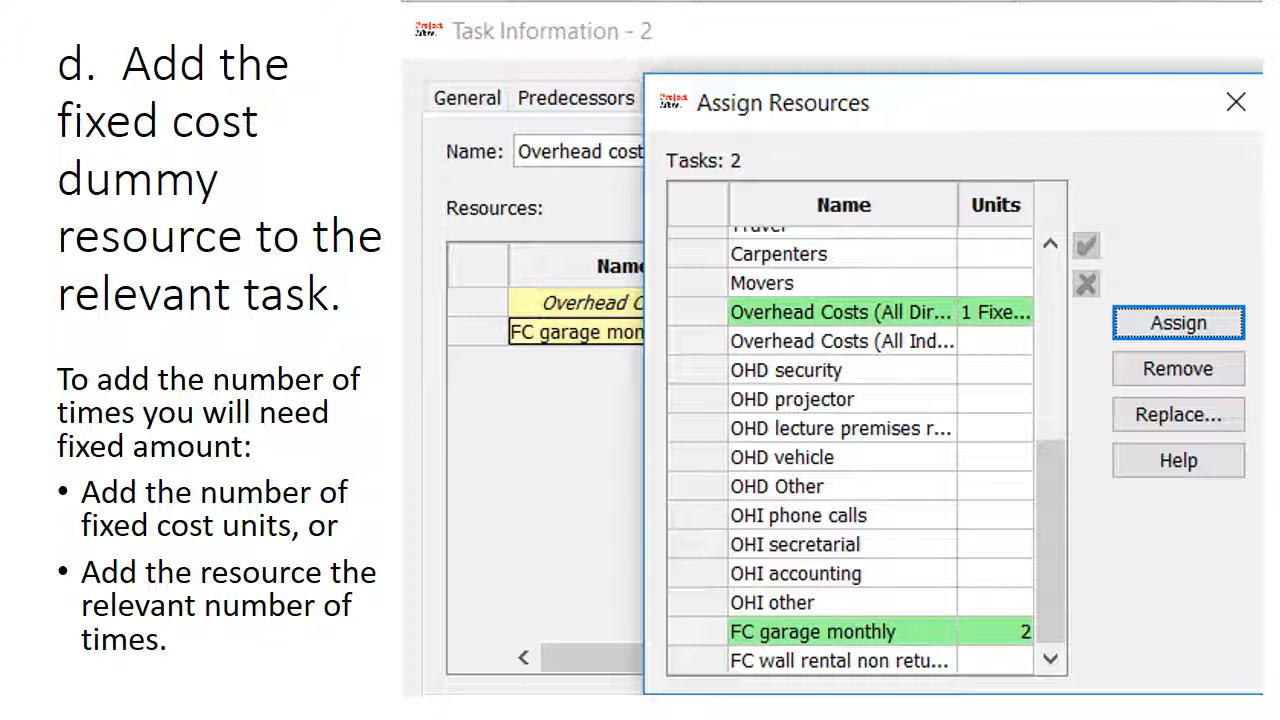 d. Add the
fixed cost
dummy
resource to the
relevant task.
To add the number of
times you will need
fixed amount:
• Add the number of
fixed cost units, or
• Add the resource the
relevant number of
times.
Task Information - 2
General Predecessors
Name: Overhead cost
Resources:
Name
Overhead C
FC garage mon
Assign Resources
Tasks: 2
Name Units
Carpenters
Movers
Overhead Costs (All Dir... 1 Fixe...
Overhead Costs (All Ind...
OHD security
OHD projector
OHD lecture premises r...
OHD vehicle
OHD Other
OHI phone calls
OHI secretarial
OHI accounting
OHI other
FC garage monthly 2
FC wall rental non retu...
Assign
Remove
Replace...
Help